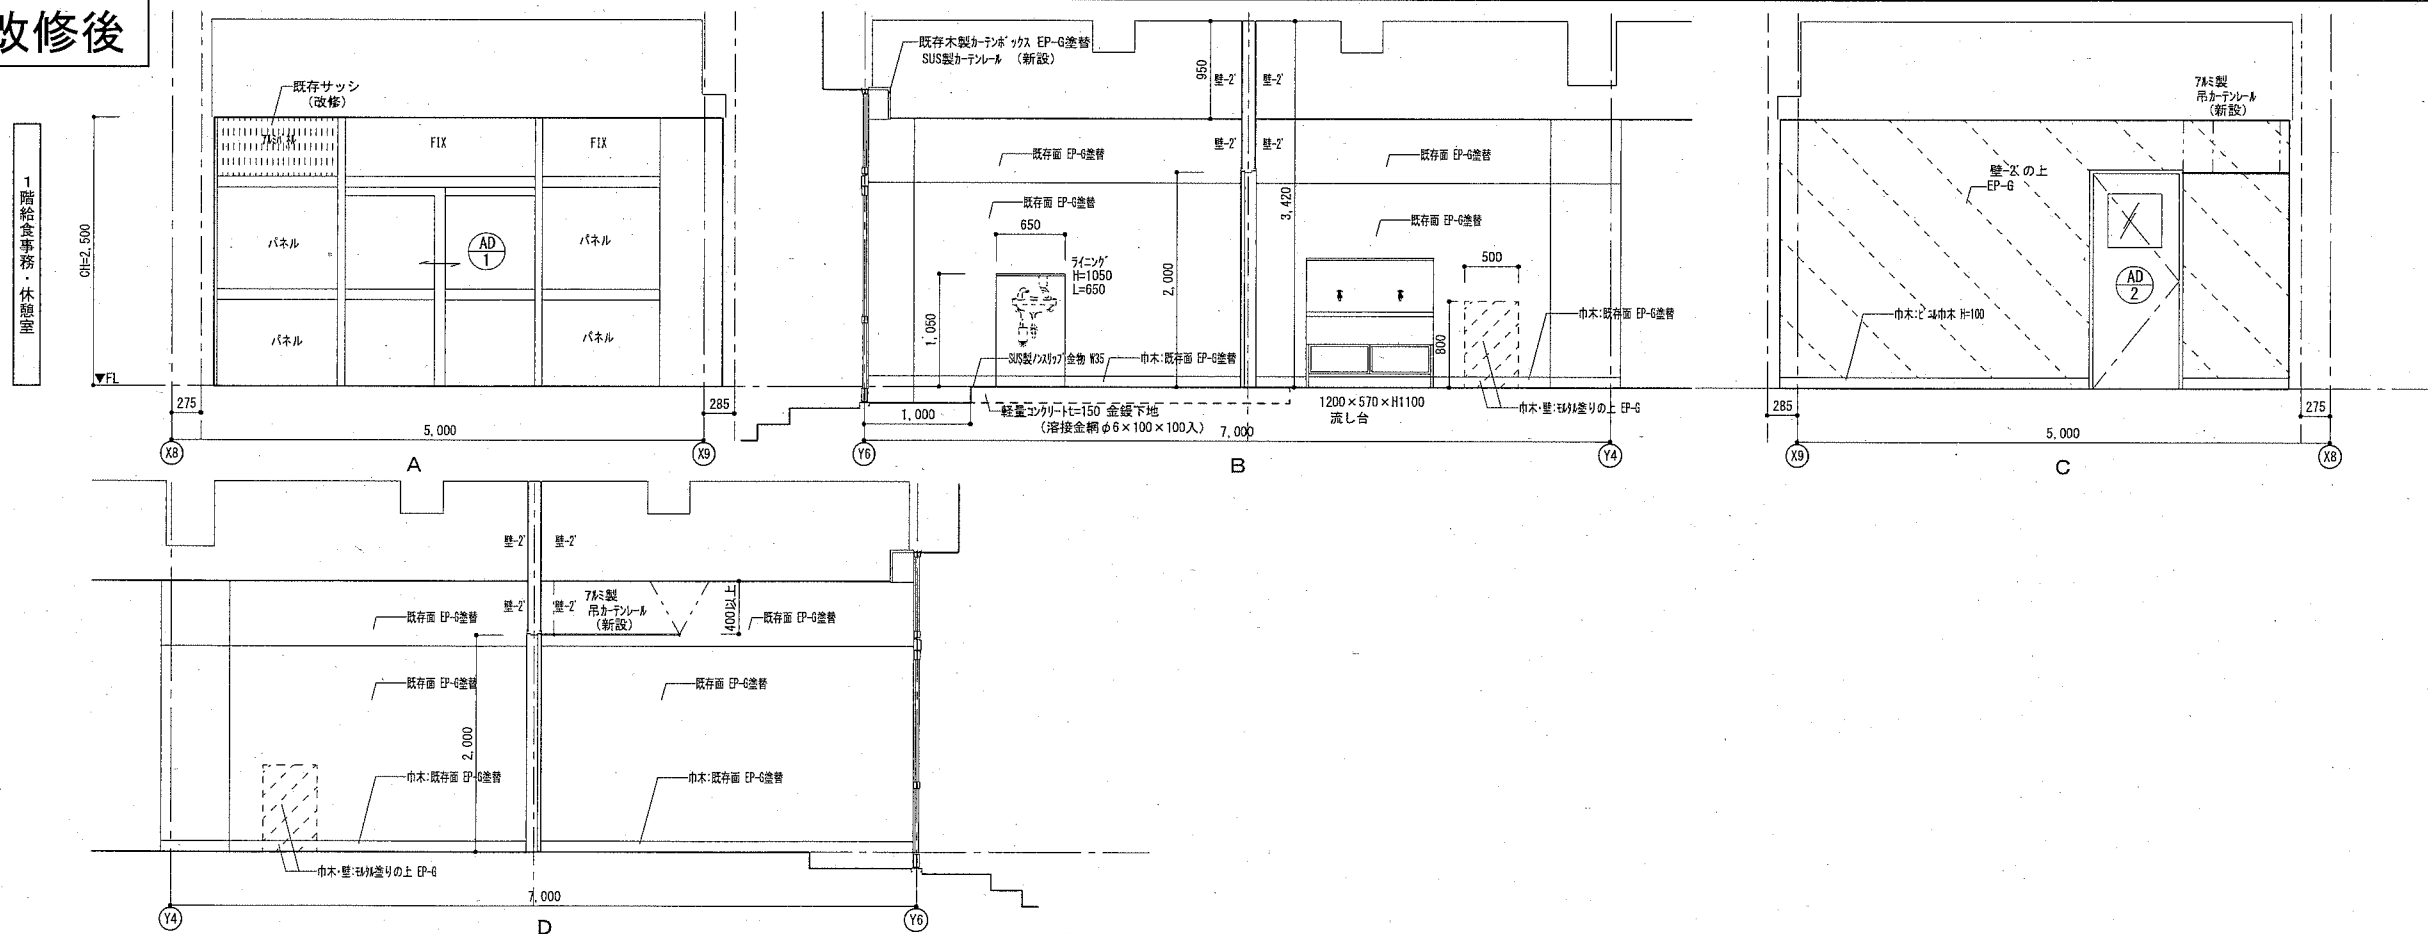 改修後
1階給食事務・休憩室
既存サッシ
(改修)
アルミパネル
FIX
FIX
パネル
パネル
パネル
パネル
AD
1
CH=2,500
▼FL
275
285
5,000
X8
X9
A
既存木製カーテンボックス EP-G塗替
SUS製カーテンレール (新設)
950
壁-2'
壁-2'
壁-2'
壁-2'
既存面 EP-G塗替
既存面 EP-G塗替
既存面 EP-G塗替
既存面 EP-G塗替
650
ライニング
H=1050
L=650
1,050
2,000
3,420
500
800
SUS製ノンスリップ金物 W35
巾木:既存面 EP-G塗替
巾木:既存面 EP-G塗替
1,000
軽量コンクリートt=150 金鏝下地
(溶接金網φ6×100×100入)
1200×570×H1100
流し台
巾木・壁:モルタル塗りの上 EP-G
7,000
Y6
Y4
B
アルミ製
吊カーテンレール
(新設)
壁-2'の上
EP-G
AD
2
巾木:ビニル巾木 H=100
285
275
5,000
X9
X8
C
壁-2'
壁-2'
壁-2'
壁-2'
アルミ製
吊カーテンレール
(新設)
400以上
既存面 EP-G塗替
既存面 EP-G塗替
既存面 EP-G塗替
既存面 EP-G塗替
2,000
巾木:既存面 EP-G塗替
巾木:既存面 EP-G塗替
巾木・壁:モルタル塗りの上 EP-G
7,000
Y4
Y6
D